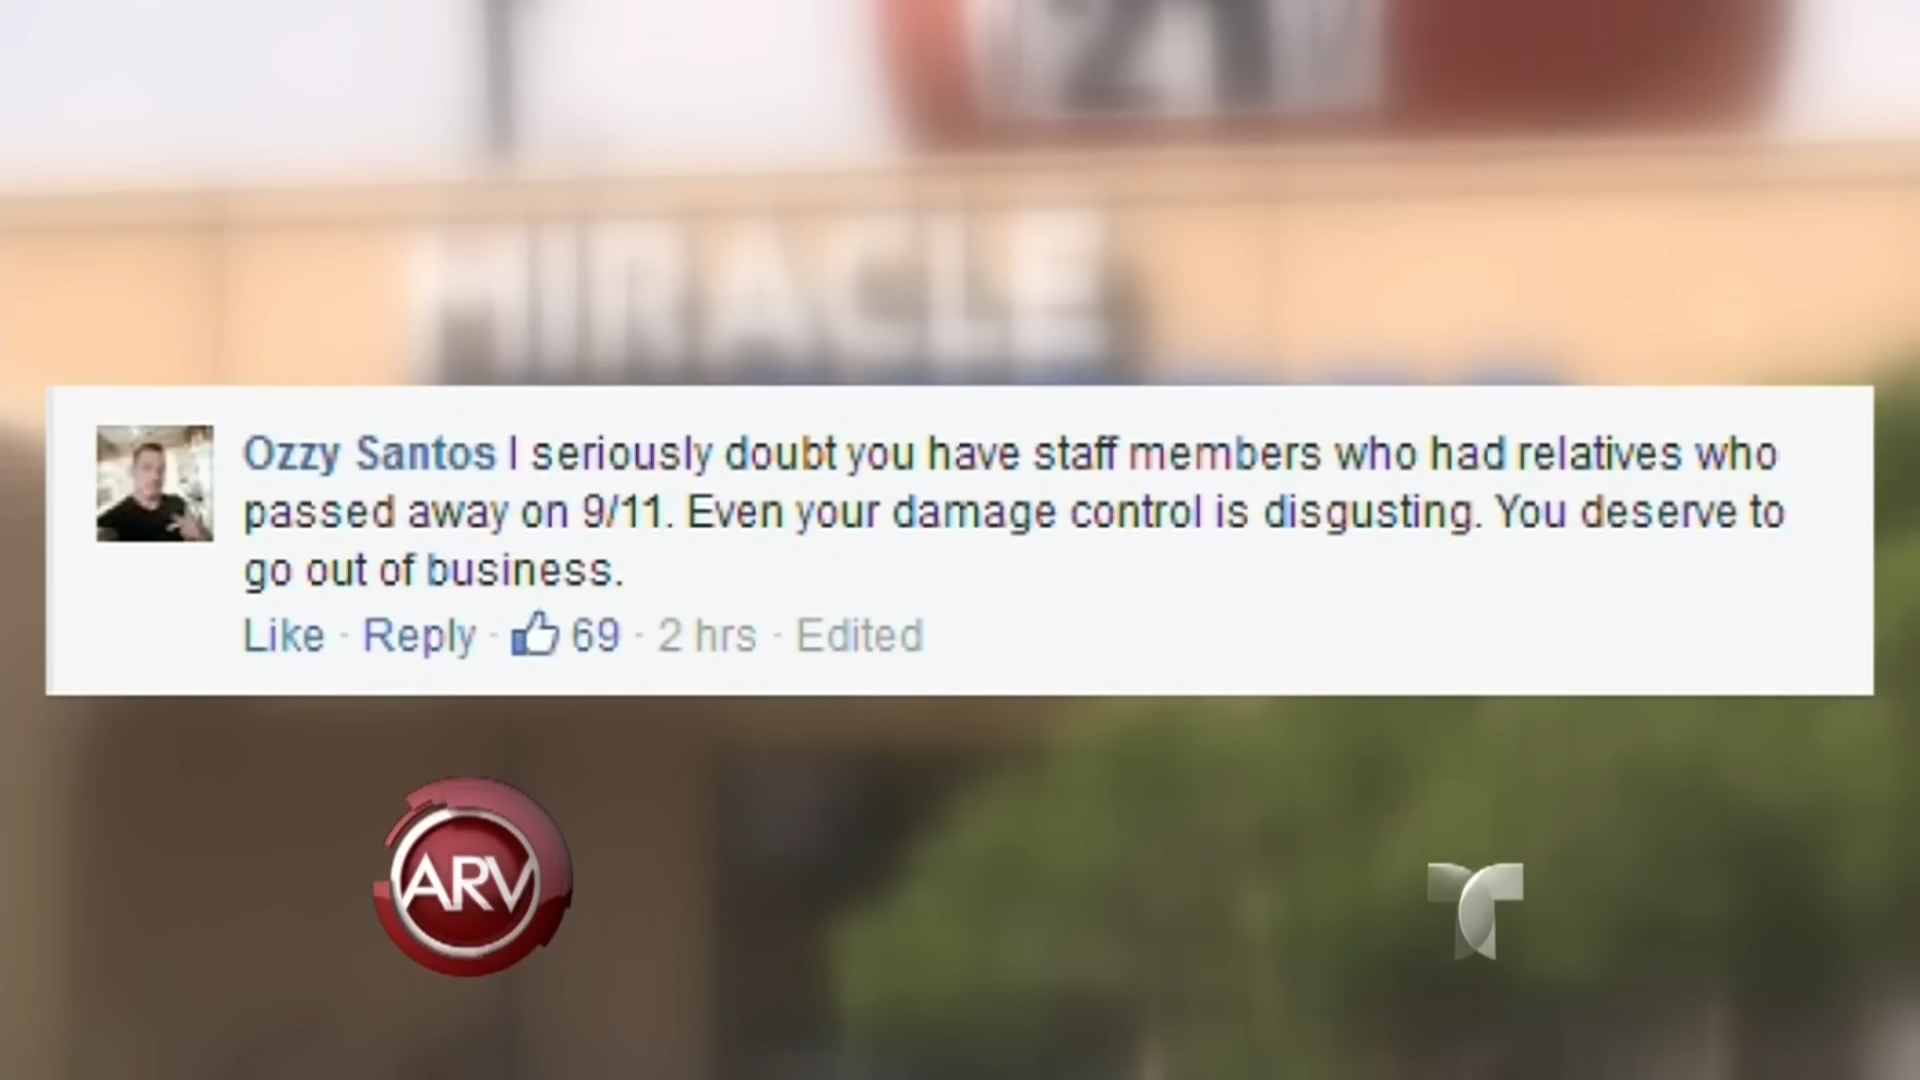 MIRACLE
Ozzy Santos I seriously doubt you have staff members who had relatives who
passed away on 9/11. Even your damage control is disgusting. You deserve to
go out of business.
Like · Reply · 69 · 2 hrs · Edited
ARV